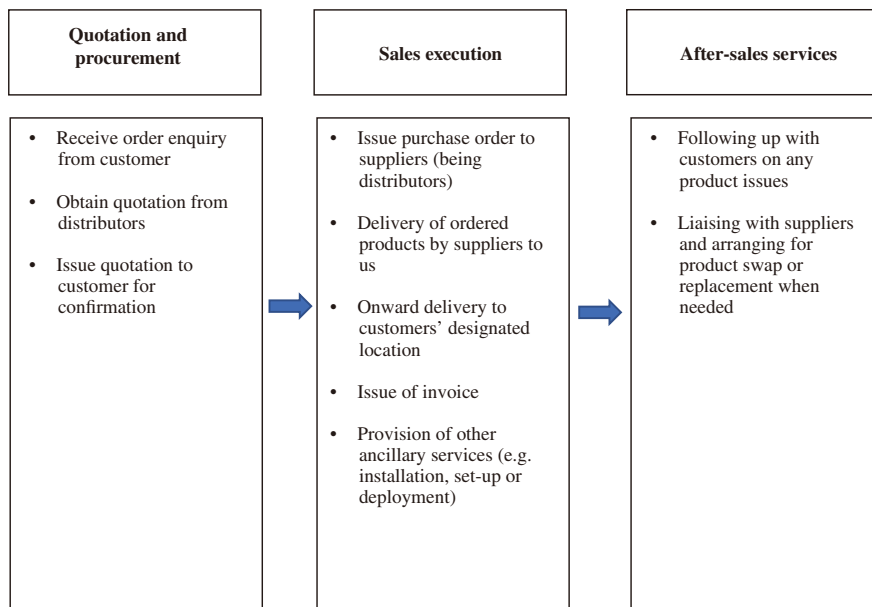 Quotation and
procurement
Sales execution
After-sales services
• Receive order enquiry
from customer
• Obtain quotation from
distributors
• Issue quotation to
customer for
confirmation
• Issue purchase order to
suppliers (being
distributors)
• Delivery of ordered
products by suppliers to
us
• Onward delivery to
customers’ designated
location
• Issue of invoice
• Provision of other
ancillary services (e.g.
installation, set-up or
deployment)
• Following up with
customers on any
product issues
• Liaising with suppliers
and arranging for
product swap or
replacement when
needed